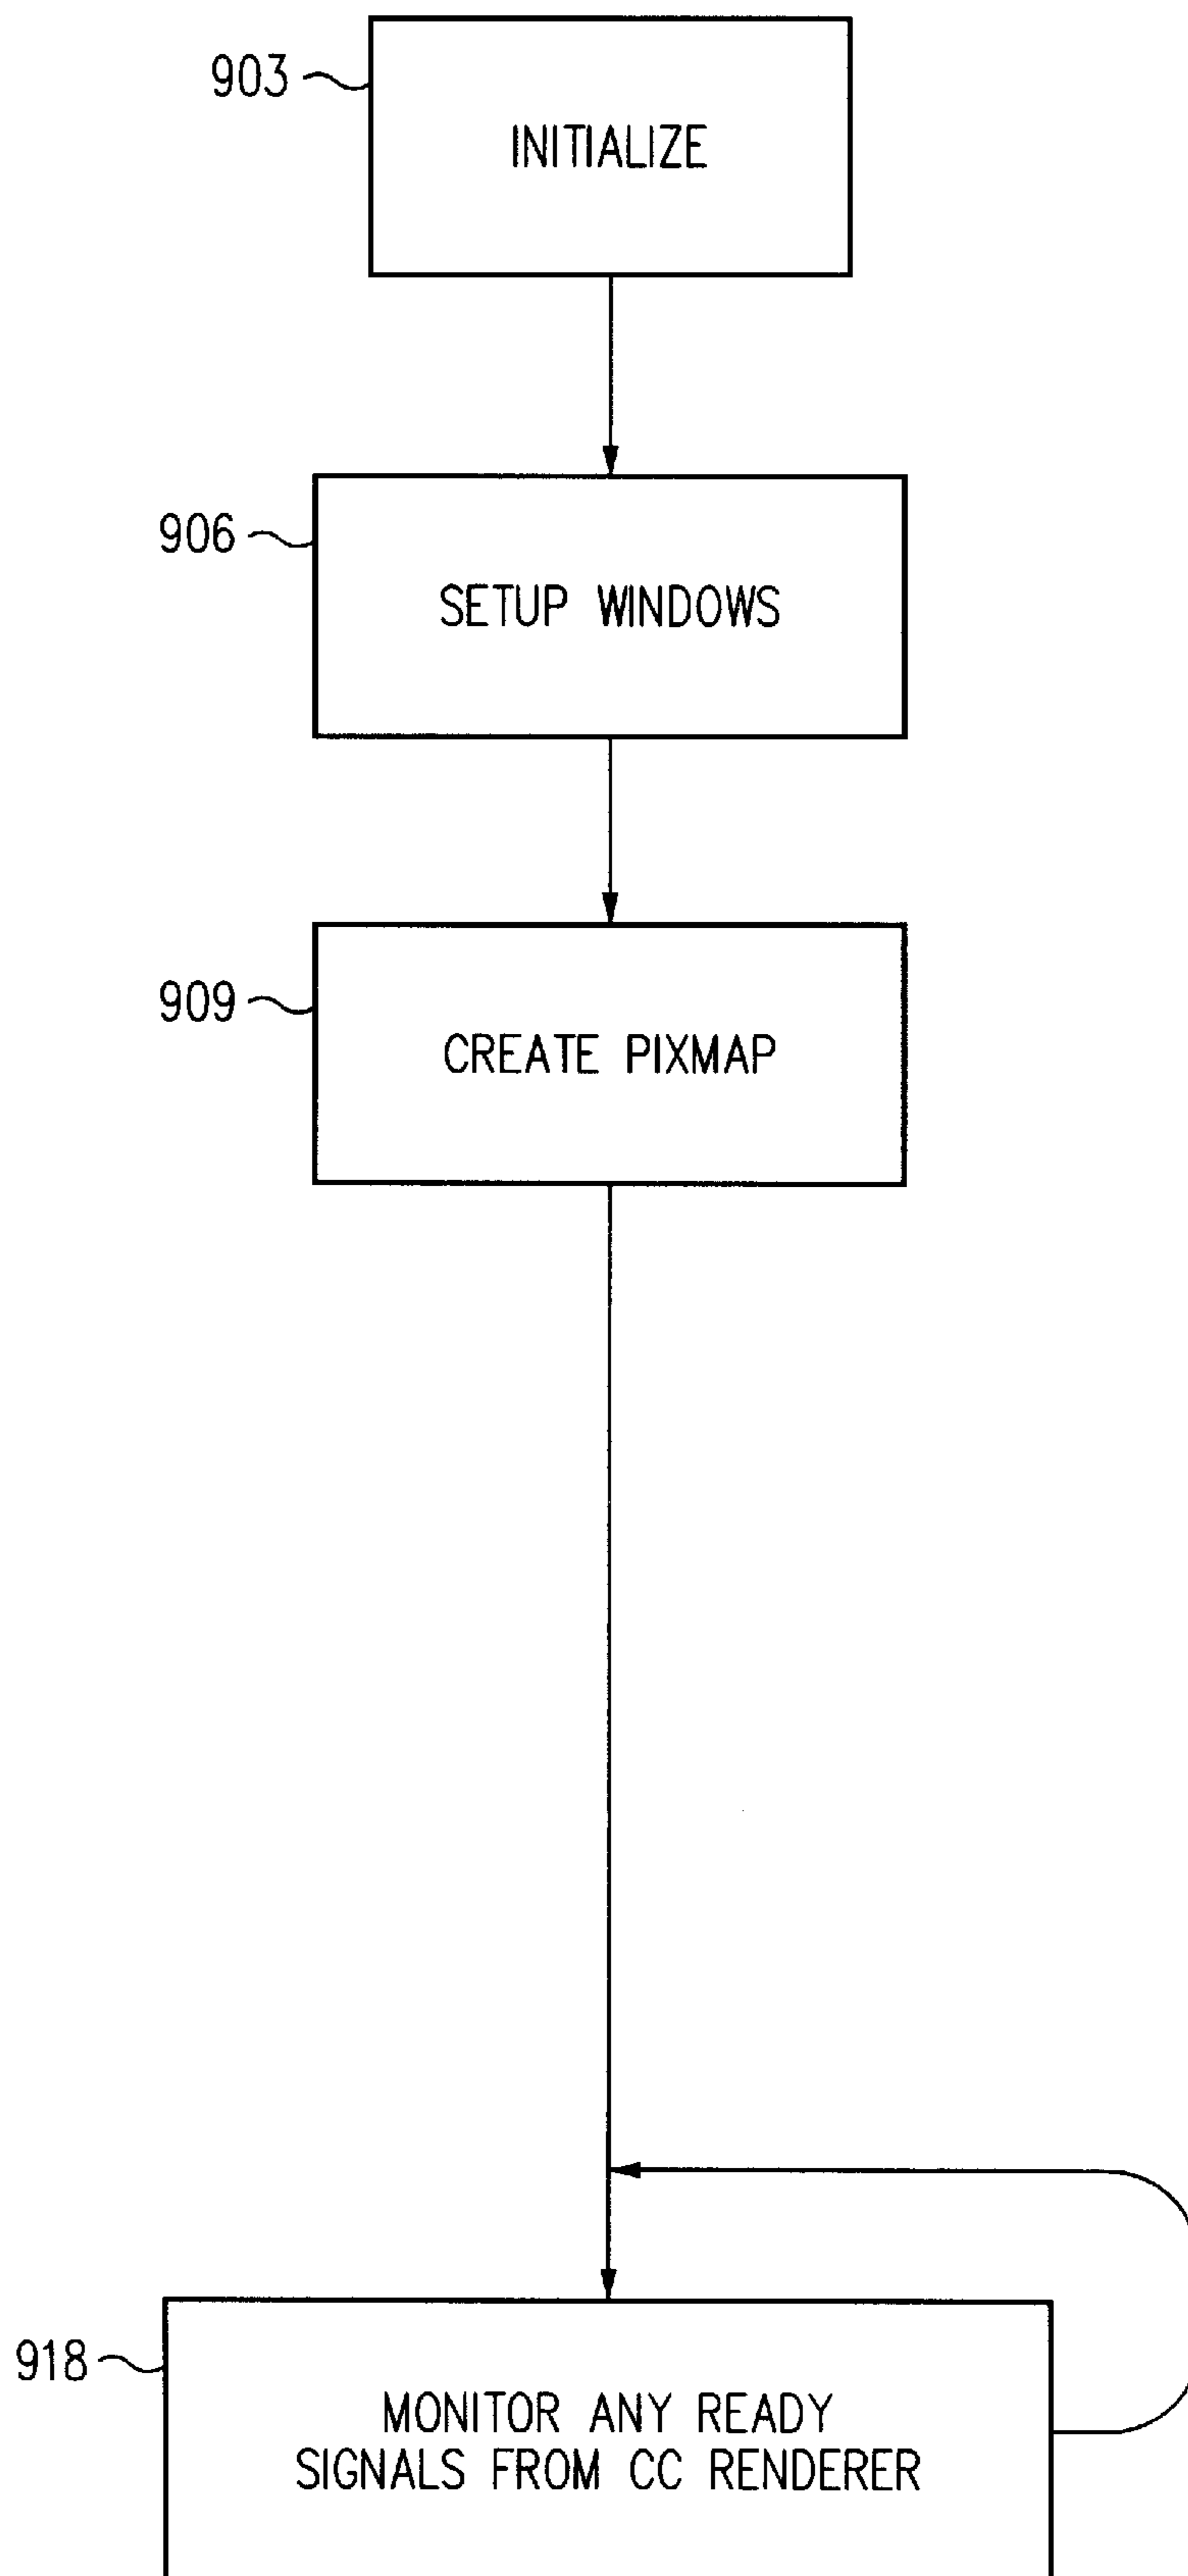 903
INITIALIZE
906
SETUP WINDOWS
909
CREATE PIXMAP
918
MONITOR ANY READY
SIGNALS FROM CC RENDERER